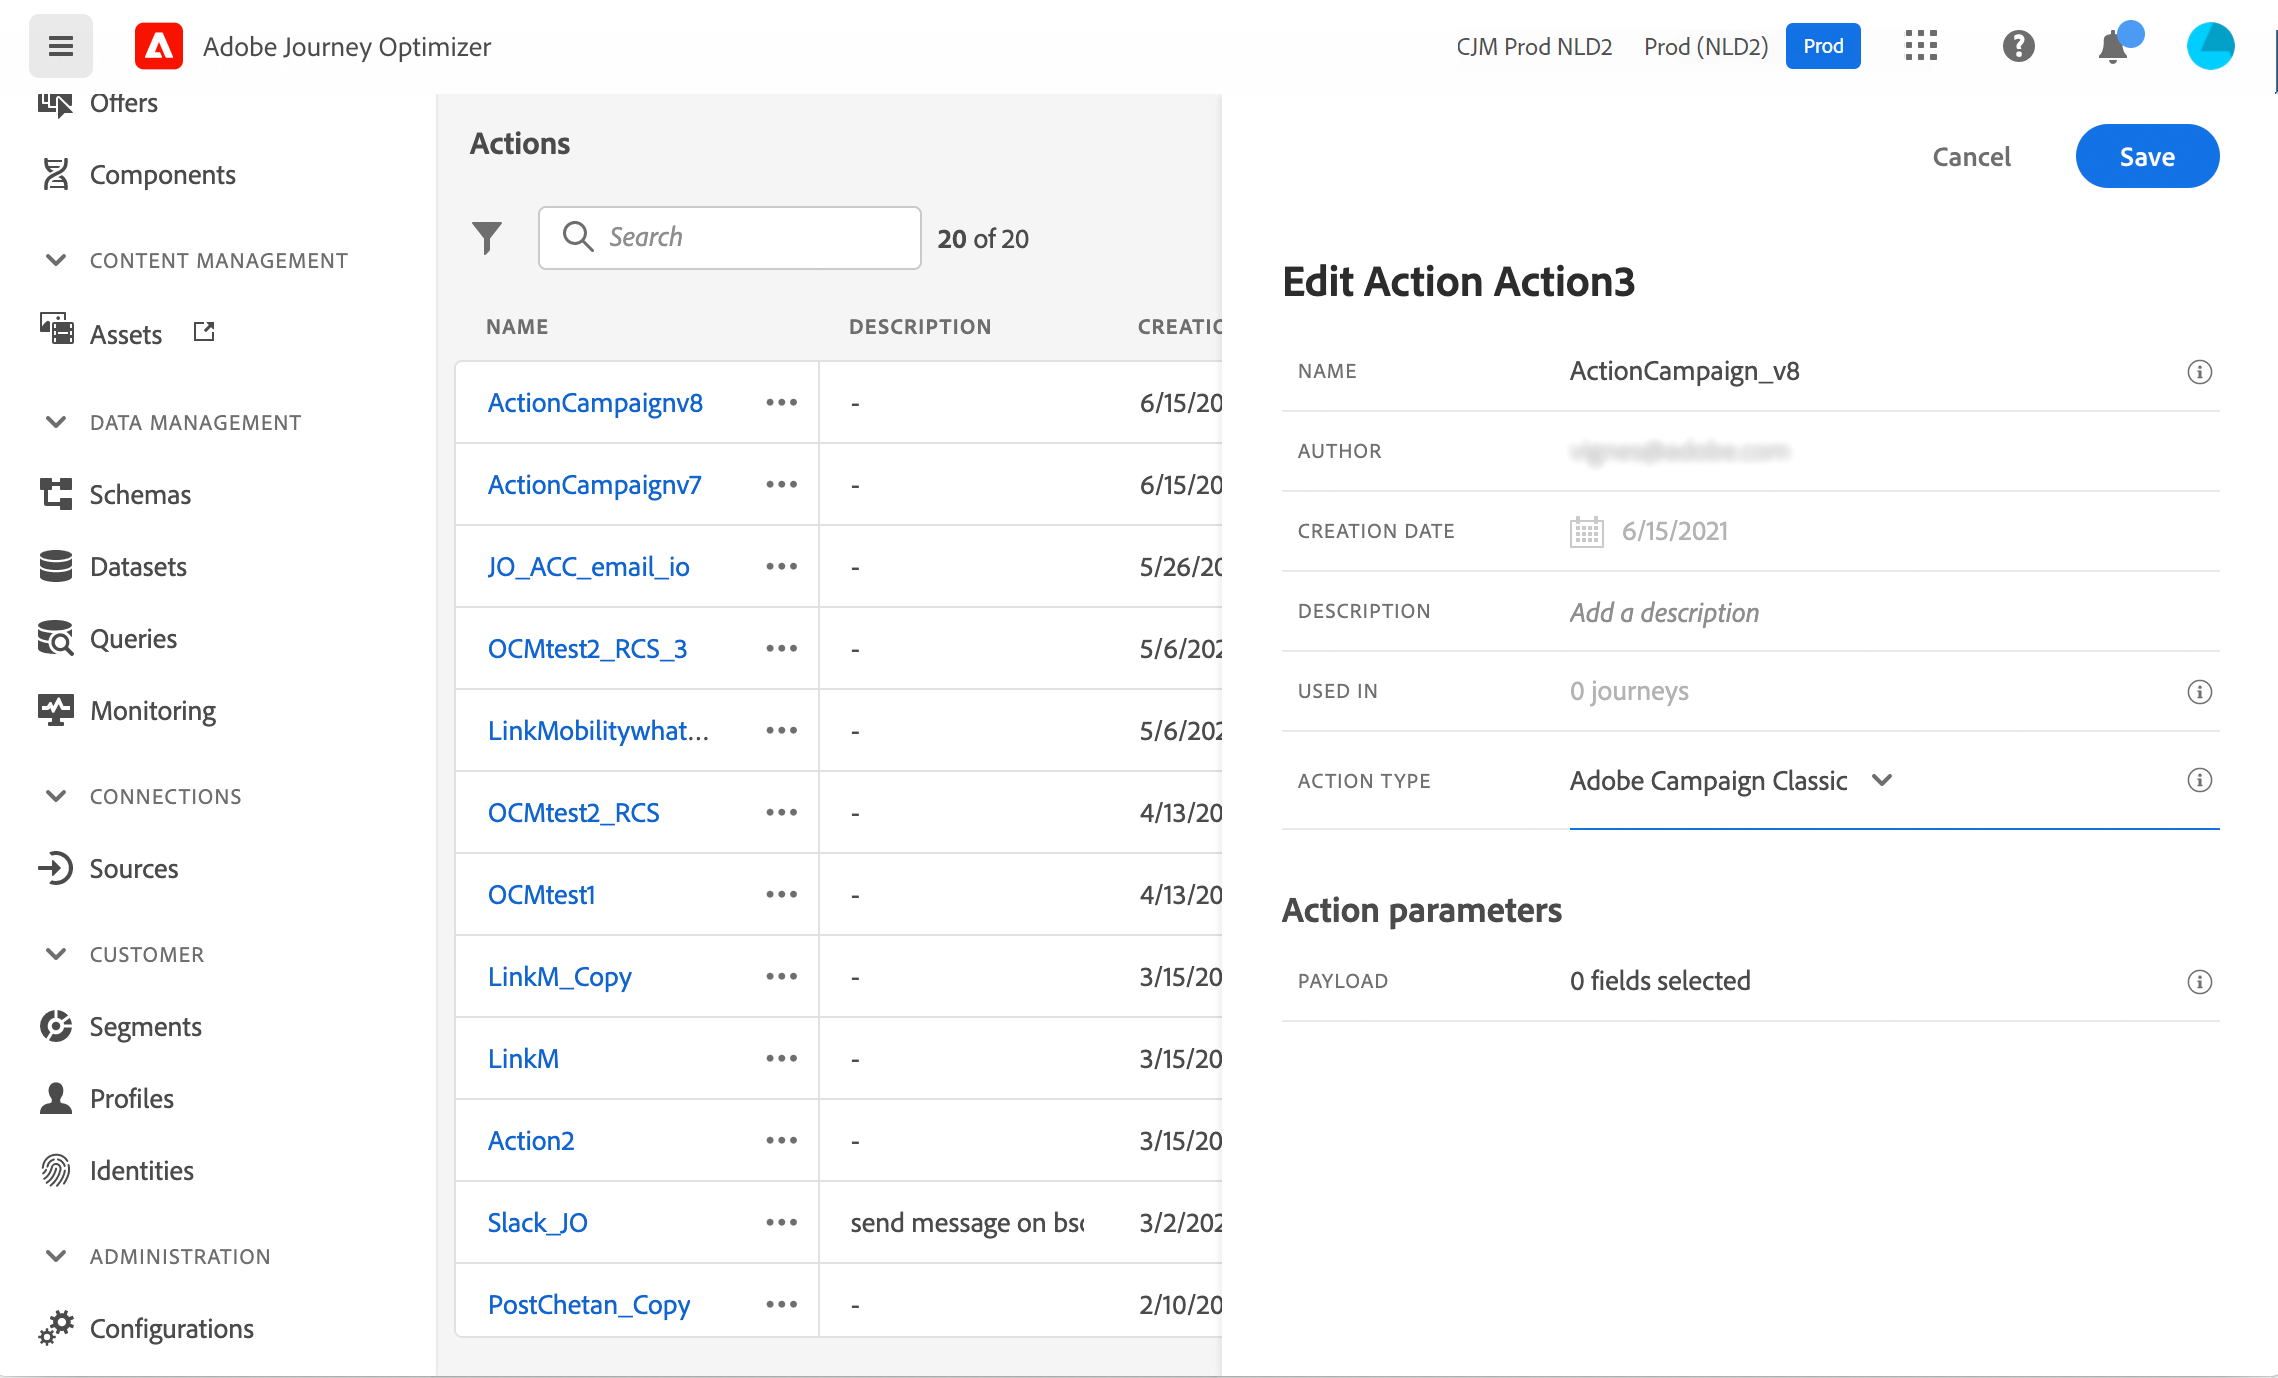 Adobe Journey Optimizer
CJM Prod NLD2
Prod (NLD2)
Prod
Offers
Components
CONTENT MANAGEMENT
Assets
DATA MANAGEMENT
Schemas
Datasets
Queries
Monitoring
CONNECTIONS
Sources
CUSTOMER
Segments
Profiles
Identities
ADMINISTRATION
Configurations
Actions
Search
20 of 20
NAME DESCRIPTION CREATIO
ActionCampaignv8 ••• - 6/15/20
ActionCampaignv7 ••• - 6/15/20
JO_ACC_email_io ••• - 5/26/20
OCMtest2_RCS_3 ••• - 5/6/202
LinkMobilitywhat... ••• - 5/6/202
OCMtest2_RCS ••• - 4/13/20
OCMtest1 ••• - 4/13/20
LinkM_Copy ••• - 3/15/20
LinkM ••• - 3/15/20
Action2 ••• - 3/15/20
Slack_JO ••• send message on bsc 3/2/202
PostChetan_Copy ••• - 2/10/20
Cancel
Save
Edit Action Action3
NAME ActionCampaign_v8
AUTHOR
CREATION DATE 6/15/2021
DESCRIPTION Add a description
USED IN 0 journeys
ACTION TYPE Adobe Campaign Classic
Action parameters
PAYLOAD 0 fields selected